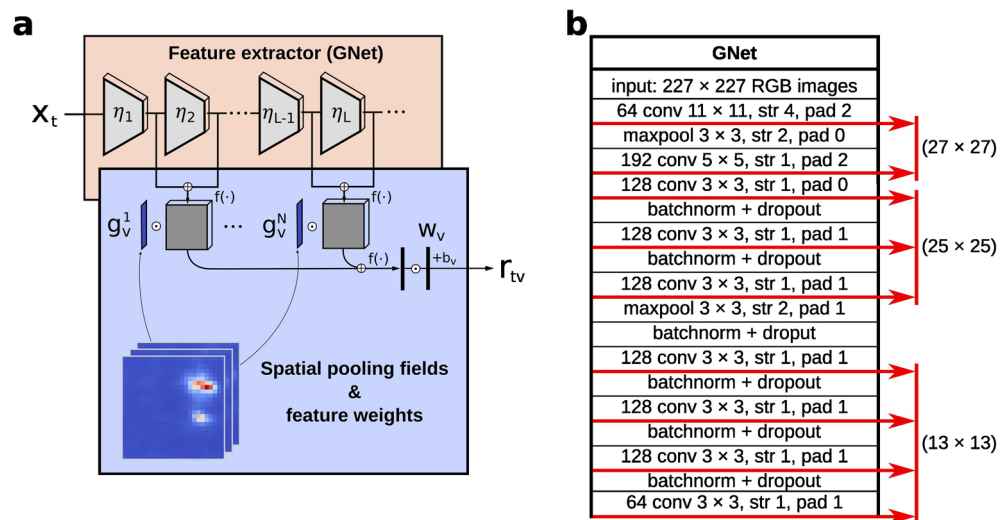 a
Feature extractor (GNet)
x_t
η_1
η_2
...
η_L-1
η_L
...
f(·)
f(·)
g_v^1
...
g_v^N
w_v
f(·)
+b_v
r_tv
Spatial pooling fields
&
feature weights
b
GNet
input: 227 × 227 RGB images
64 conv 11 × 11, str 4, pad 2
maxpool 3 × 3, str 2, pad 0
(27 × 27)
192 conv 5 × 5, str 1, pad 2
128 conv 3 × 3, str 1, pad 0
batchnorm + dropout
128 conv 3 × 3, str 1, pad 1
(25 × 25)
batchnorm + dropout
128 conv 3 × 3, str 1, pad 1
maxpool 3 × 3, str 2, pad 1
batchnorm + droput
128 conv 3 × 3, str 1, pad 1
batchnorm + dropout
128 conv 3 × 3, str 1, pad 1
batchnorm + dropout
(13 × 13)
128 conv 3 × 3, str 1, pad 1
batchnorm + dropout
64 conv 3 × 3, str 1, pad 1